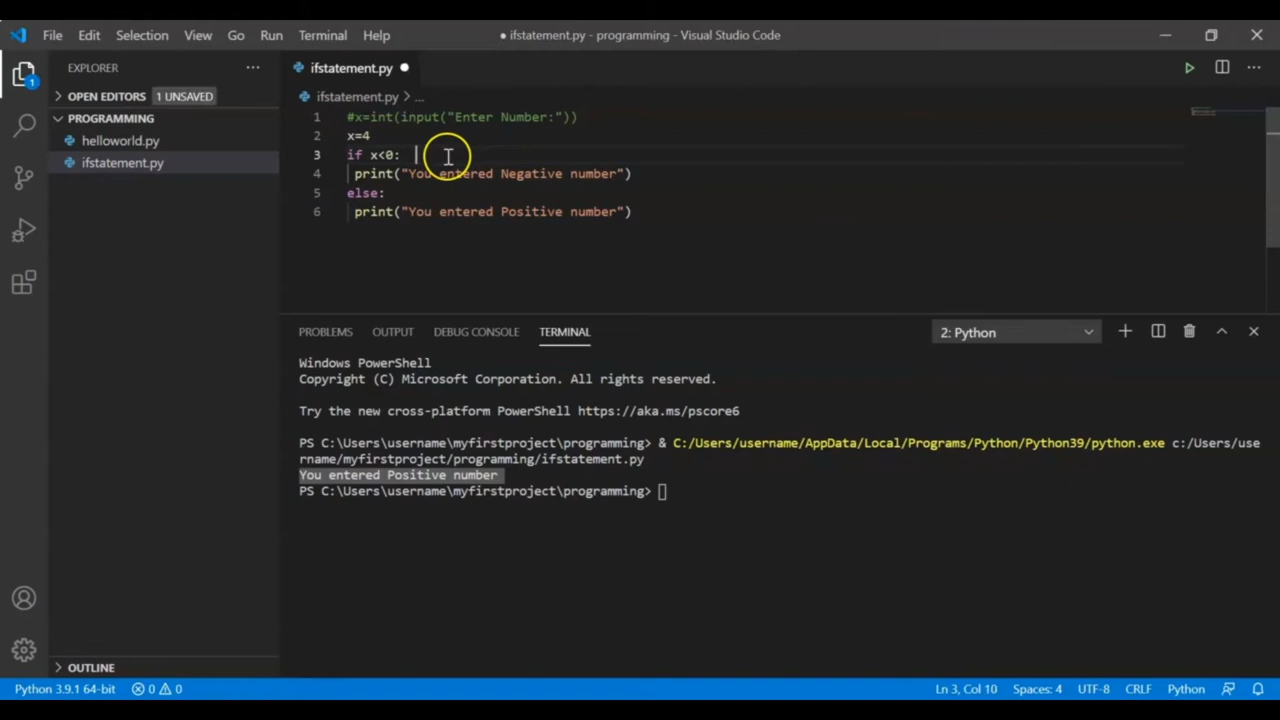 File Edit Selection View Go Run Terminal Help
● ifstatement.py - programming - Visual Studio Code
EXPLORER ...
ifstatement.py
1
OPEN EDITORS 1 UNSAVED
ifstatement.py > ...
PROGRAMMING
helloworld.py
ifstatement.py
1 #x=int(input("Enter Number:"))
2 x=4
3 if x<0:
4 print("You entered Negative number")
5 else:
6 print("You entered Positive number")
PROBLEMS OUTPUT DEBUG CONSOLE TERMINAL 2: Python
Windows PowerShell
Copyright (C) Microsoft Corporation. All rights reserved.
Try the new cross-platform PowerShell https://aka.ms/pscore6
PS C:\Users\username\myfirstproject\programming> & C:/Users/username/AppData/Local/Programs/Python/Python39/python.exe c:/Users/use
rname/myfirstproject/programming/ifstatement.py
You entered Positive number
PS C:\Users\username\myfirstproject\programming>
OUTLINE
Python 3.9.1 64-bit 0 0 Ln 3, Col 10 Spaces: 4 UTF-8 CRLF Python